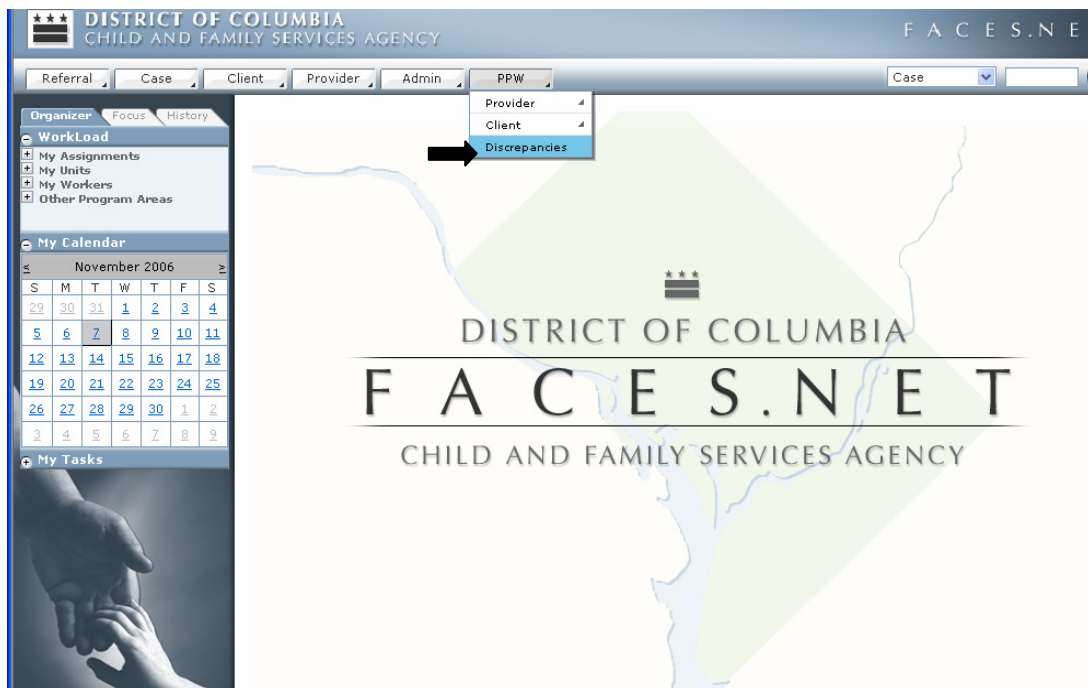 DISTRICT OF COLUMBIA
CHILD AND FAMILY SERVICES AGENCY
F A C E S . N E
Referral Case Client Provider Admin PPW
Case
Provider
Client
Discrepancies
Organizer Focus History
WorkLoad
My Assignments
My Units
My Workers
Other Program Areas
My Calendar
≤ November 2006 ≥
S M T W T F S
29 30 31 1 2 3 4
5 6 7 8 9 10 11
12 13 14 15 16 17 18
19 20 21 22 23 24 25
26 27 28 29 30 1 2
3 4 5 6 7 8 9
My Tasks
DISTRICT OF COLUMBIA
F A C E S . N E T
CHILD AND FAMILY SERVICES AGENCY